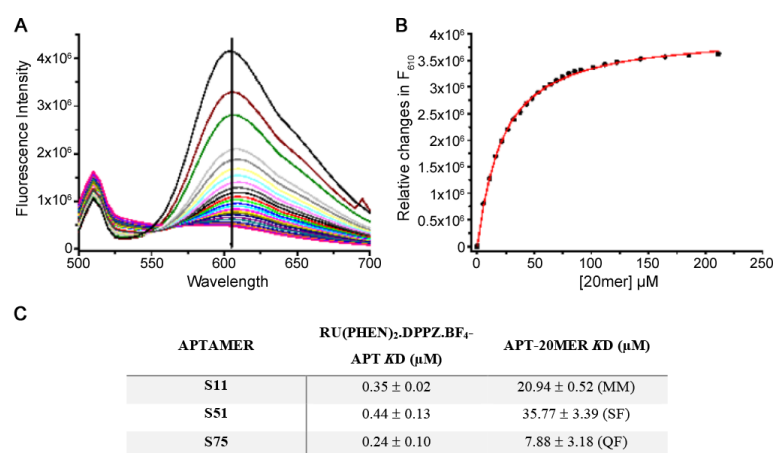 A
Fluorescence Intensity
4x10⁶
3x10⁶
2x10⁶
1x10⁶
0
500
550
600
650
700
Wavelength
B
Relative changes in F₆₁₀
4x10⁶
3.5x10⁶
3x10⁶
2.5x10⁶
2x10⁶
1.5x10⁶
1x10⁶
0.5x10⁶
0
0
50
100
150
200
250
[20mer] µM
C
APTAMER
RU(PHEN)₂.DPPZ.BF₄–
APT KD (µM)
APT-20MER KD (µM)
S11 0.35 ± 0.02 20.94 ± 0.52 (MM)
S51 0.44 ± 0.13 35.77 ± 3.39 (SF)
S75 0.24 ± 0.10 7.88 ± 3.18 (QF)